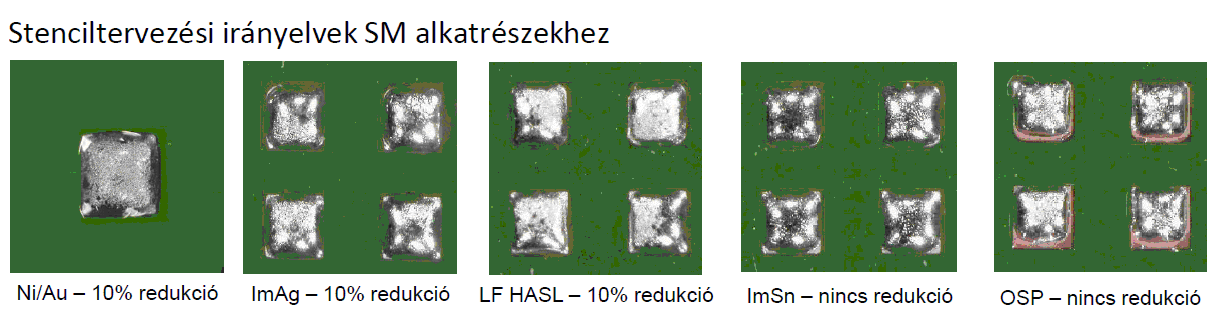 Stenciltervezési irányelvek SM alkatrészekhez
Ni/Au – 10% redukció
ImAg – 10% redukció
LF HASL – 10% redukció
ImSn – nincs redukció
OSP – nincs redukció